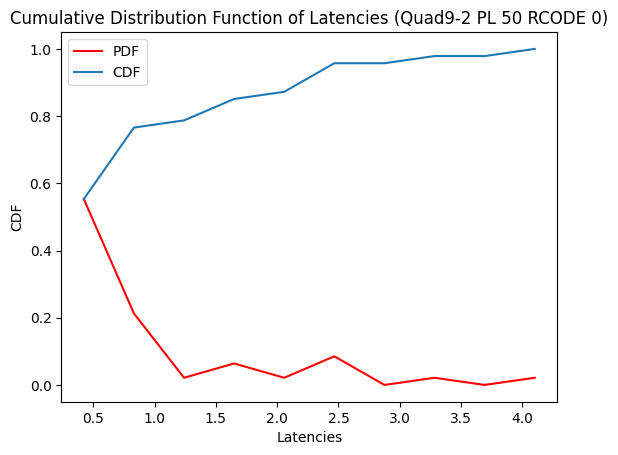 Cumulative Distribution Function of Latencies (Quad9-2 PL 50 RCODE 0)
PDF
CDF
1.0
0.8
0.6
0.4
0.2
0.0
CDF
0.5
1.0
1.5
2.0
2.5
3.0
3.5
4.0
Latencies